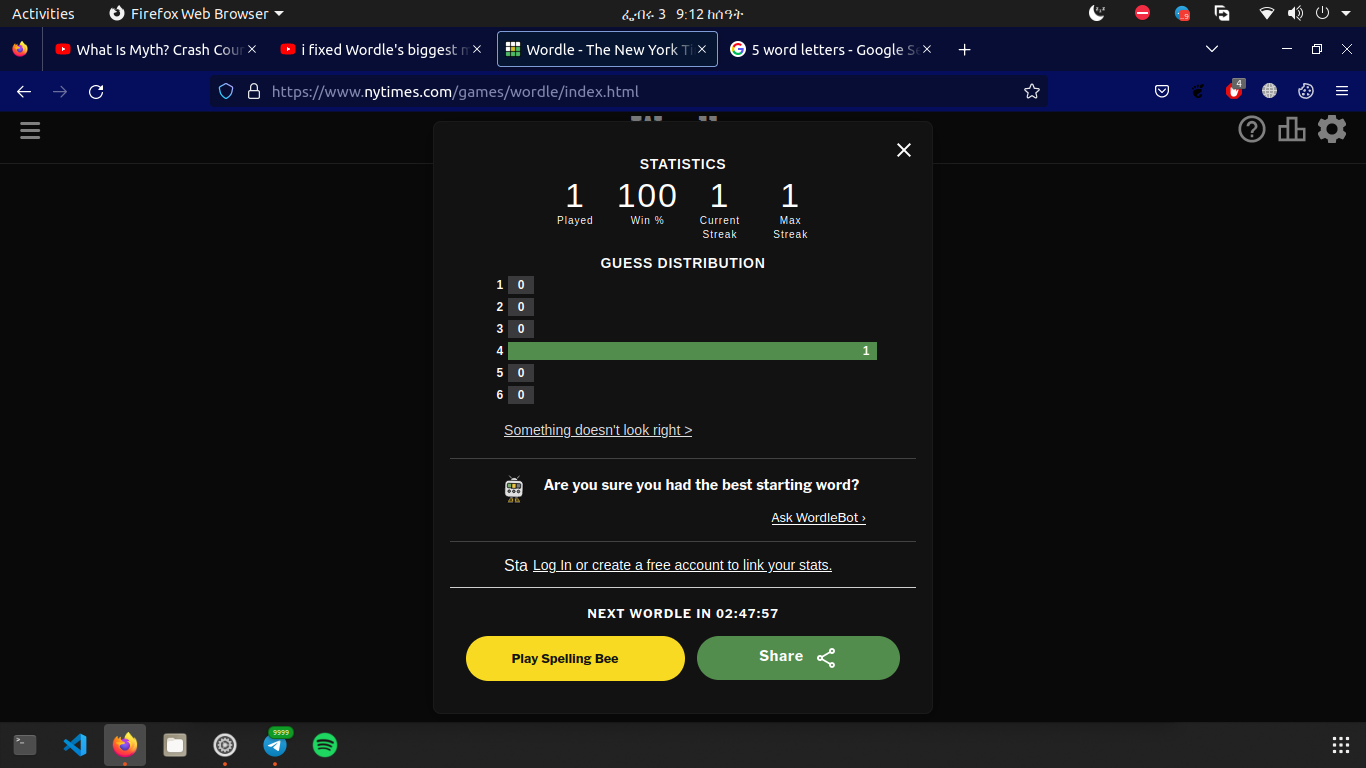 Activities
Firefox Web Browser
ፌብሩ 3 9:12 ከሰዓት
9
What Is Myth? Crash Cour
i fixed Wordle's biggest m
Wordle - The New York Ti
5 word letters - Google Se
https://www.nytimes.com/games/wordle/index.html
4
STATISTICS
1 100 1 1
Played Win % Current Streak Max Streak
GUESS DISTRIBUTION
1 0
2 0
3 0
4 1
5 0
6 0
Something doesn't look right >
Are you sure you had the best starting word?
Ask WordleBot ›
Sta Log In or create a free account to link your stats.
NEXT WORDLE IN 02:47:57
Play Spelling Bee
Share
9999